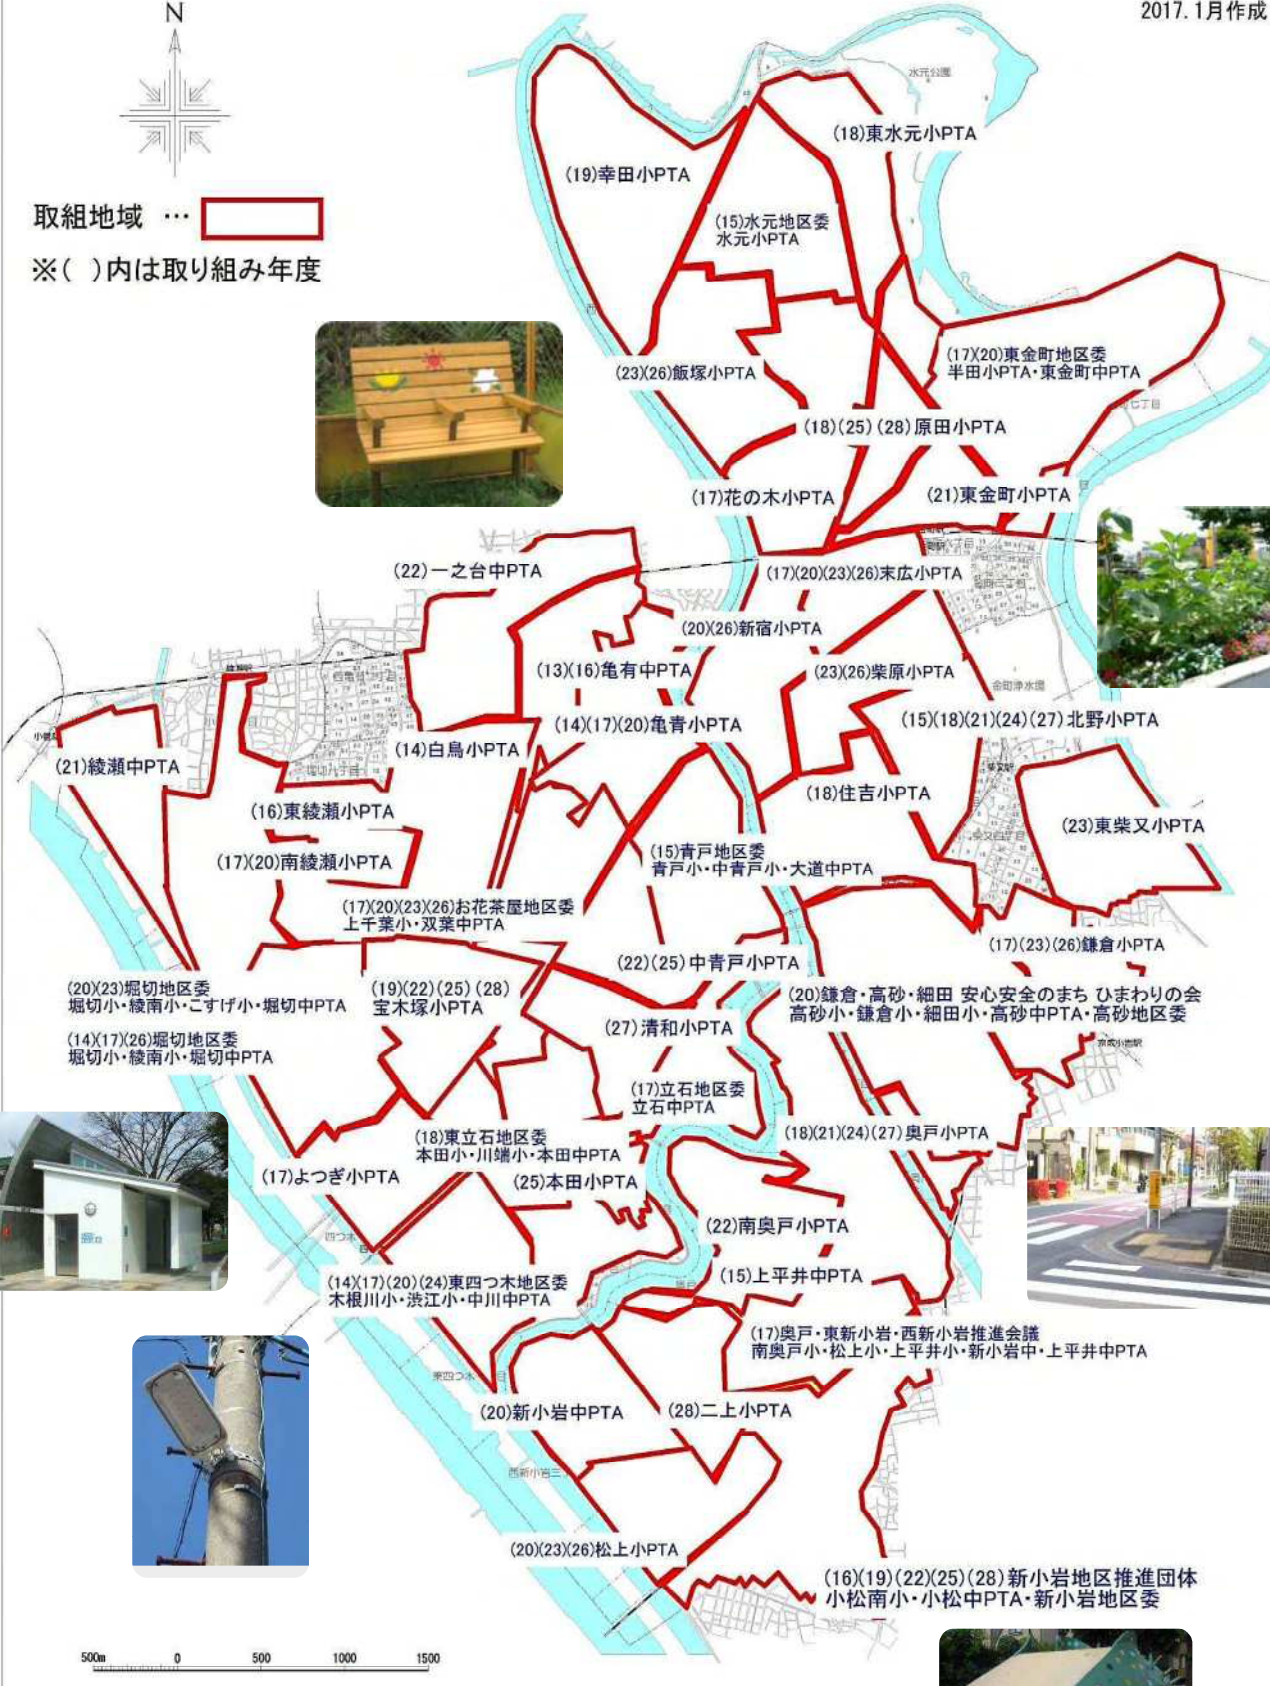 2017.1月作成
N
取組地域 …
※( )内は取り組み年度
水元公園
(18)東水元小PTA
(19)幸田小PTA
(15)水元地区委
水元小PTA
(17)(20)東金町地区委
半田小PTA・東金町中PTA
(23)(26)飯塚小PTA
(18)(25)(28)原田小PTA
(17)花の木小PTA
(21)東金町小PTA
(22)一之台中PTA
(17)(20)(23)(26)末広小PTA
(20)(26)新宿小PTA
(13)(16)亀有中PTA
(23)(26)柴原小PTA
金町浄水場
(14)(17)(20)亀青小PTA
(15)(18)(21)(24)(27)北野小PTA
(14)白鳥小PTA
(21)綾瀬中PTA
(18)住吉小PTA
(16)東綾瀬小PTA
(23)東柴又小PTA
(17)(20)南綾瀬小PTA
(15)青戸地区委
青戸小・中青戸小・大道中PTA
(17)(20)(23)(26)お花茶屋地区委
上千葉小・双葉中PTA
(17)(23)(26)鎌倉小PTA
(22)(25)中青戸小PTA
(20)(23)堀切地区委
堀切小・綾南小・こすげ小・堀切中PTA
(19)(22)(25)(28)
宝木塚小PTA
(20)鎌倉・高砂・細田 安心安全のまち ひまわりの会
高砂小・鎌倉小・細田小・高砂中PTA・高砂地区委
(27)清和小PTA
(14)(17)(26)堀切地区委
堀切小・綾南小・堀切中PTA
京成小岩駅
(17)立石地区委
立石中PTA
(18)東立石地区委
本田小・川端小・本田中PTA
(18)(21)(24)(27)奥戸小PTA
(17)よつぎ小PTA
(25)本田小PTA
(22)南奥戸小PTA
四つ木
(15)上平井中PTA
(14)(17)(20)(24)東四つ木地区委
木根川小・渋江小・中川中PTA
(17)奥戸・東新小岩・西新小岩推進会議
南奥戸小・松上小・上平井小・新小岩中・上平井中PTA
東四つ木
(20)新小岩中PTA
(28)二上小PTA
西新小岩三
(20)(23)(26)松上小PTA
(16)(19)(22)(25)(28)新小岩地区推進団体
小松南小・小松中PTA・新小岩地区委
500m 0 500 1000 1500